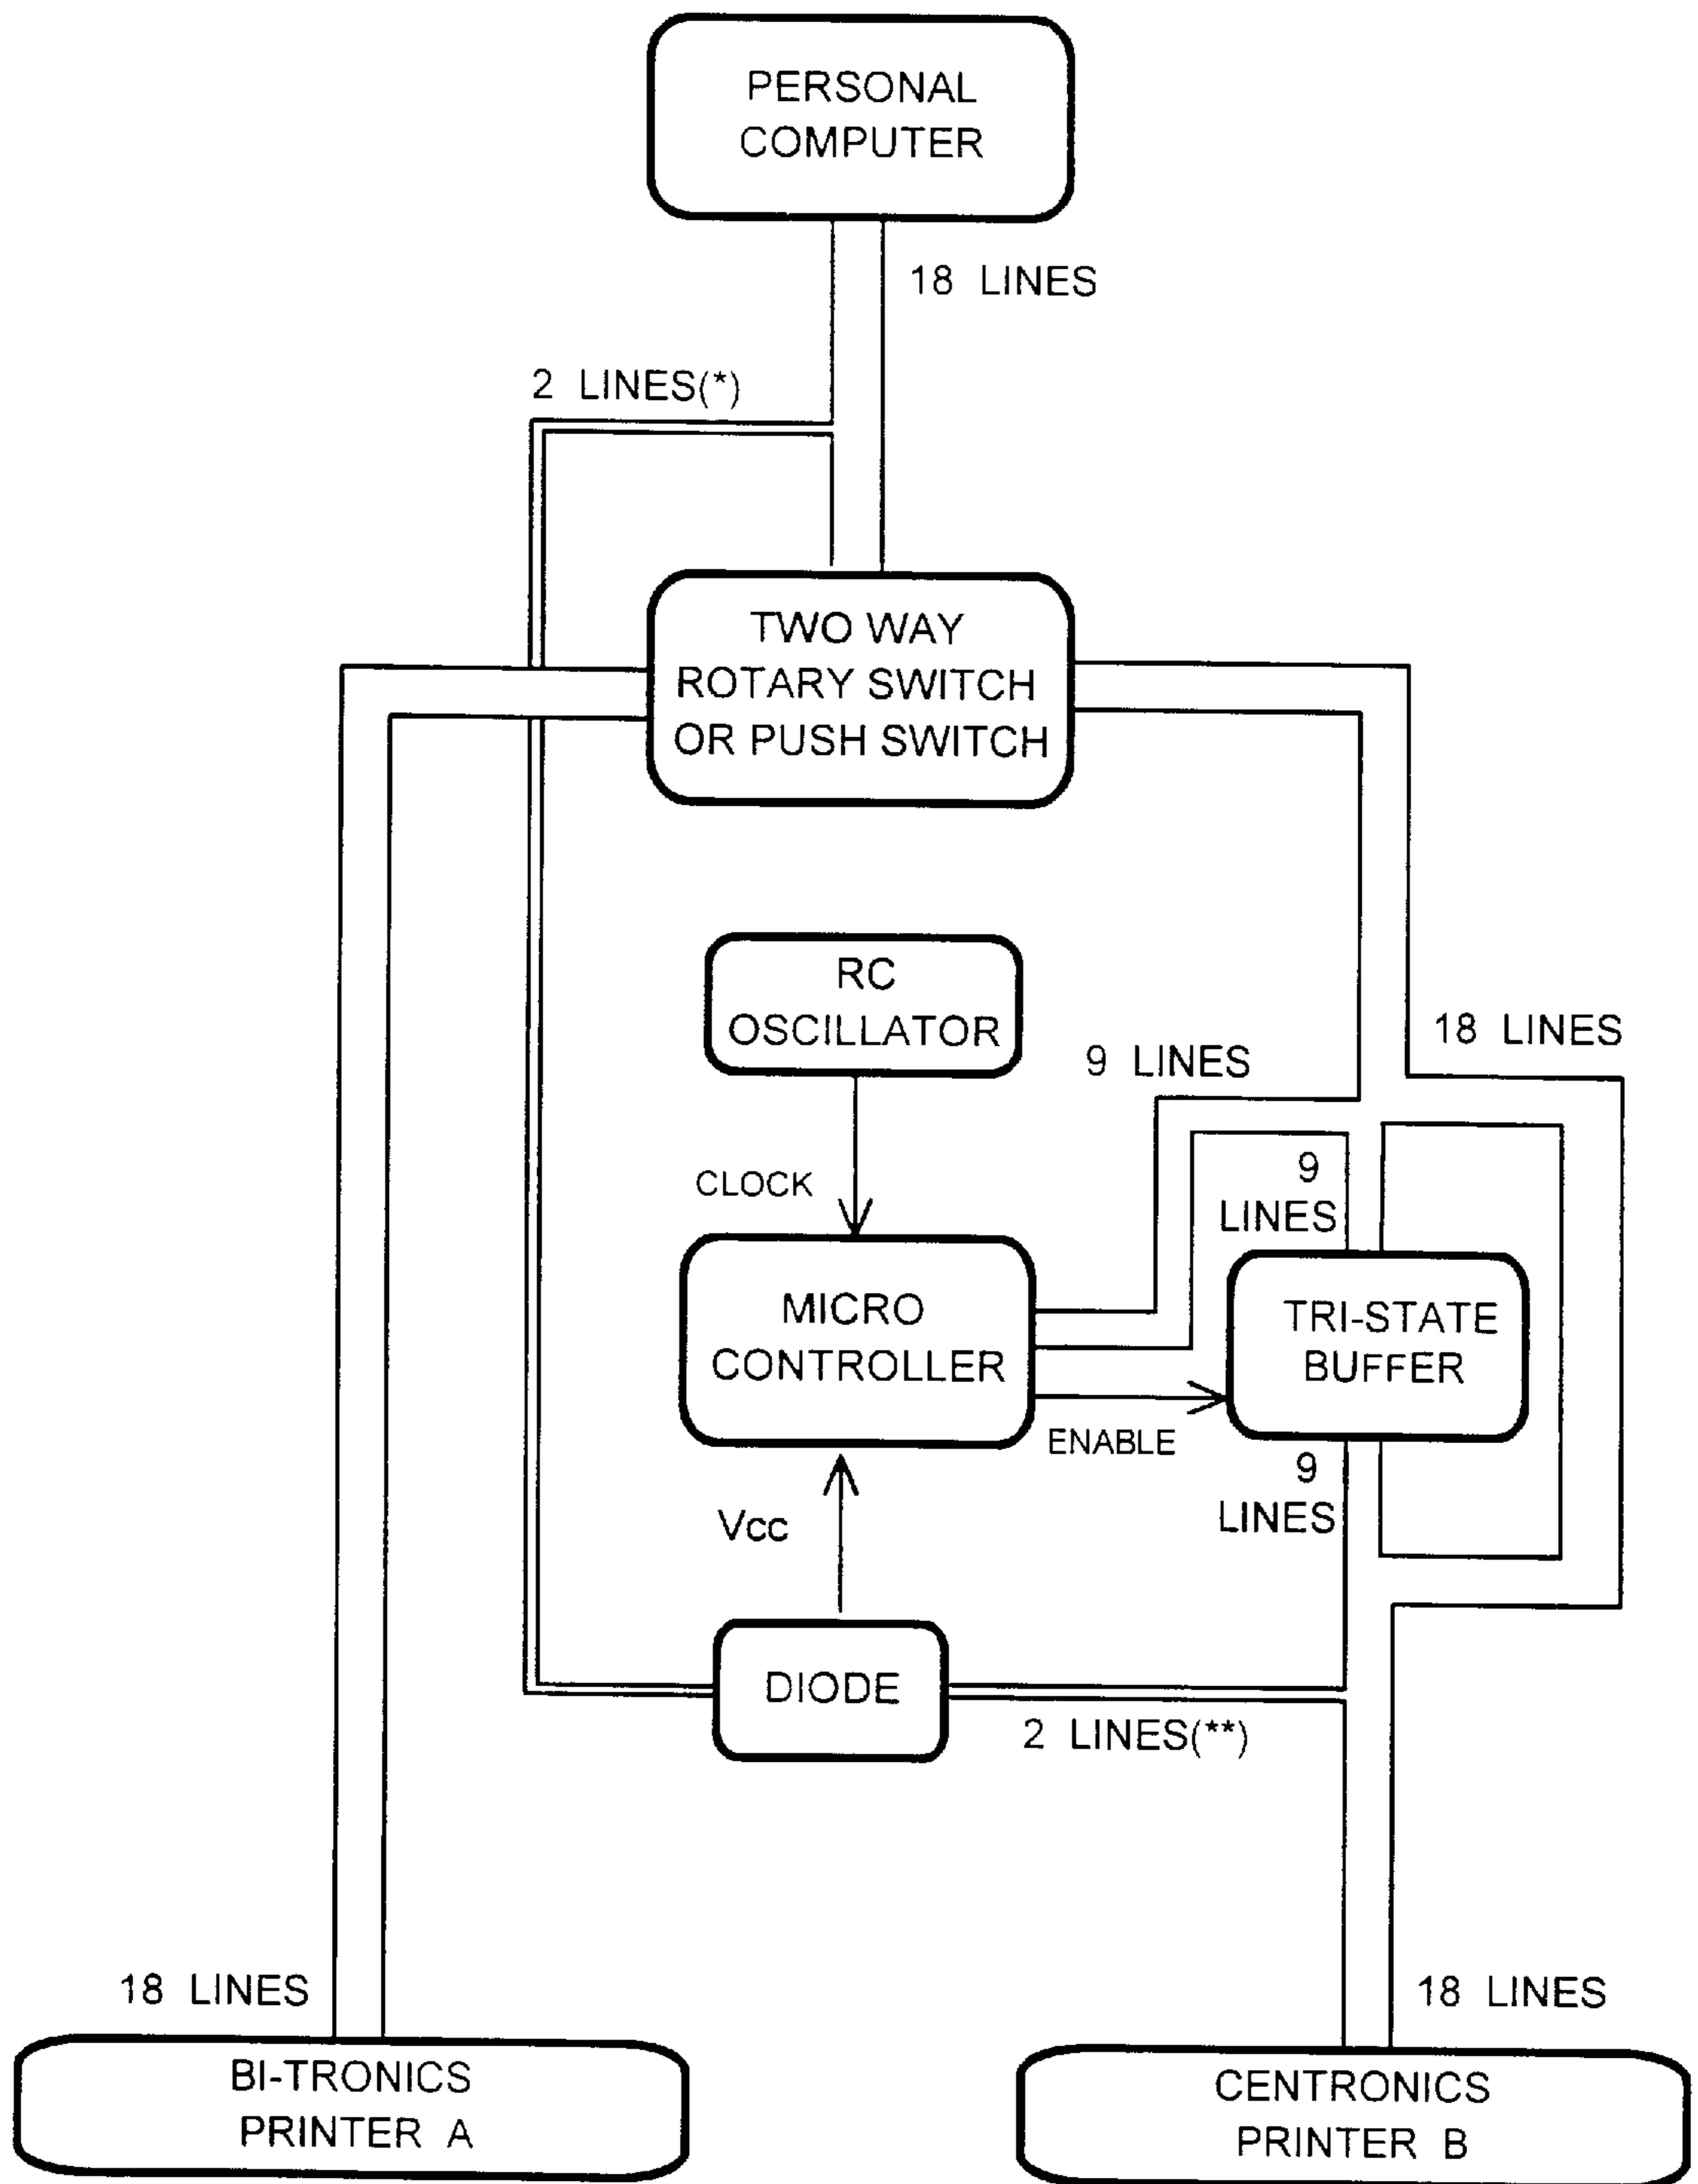 PERSONAL
COMPUTER
18 LINES
2 LINES(*)
TWO WAY
ROTARY SWITCH
OR PUSH SWITCH
RC
OSCILLATOR
18 LINES
9 LINES
CLOCK
9
LINES
MICRO
CONTROLLER
TRI-STATE
BUFFER
ENABLE
9
LINES
Vcc
DIODE
2 LINES(**)
18 LINES
18 LINES
BI-TRONICS
PRINTER A
CENTRONICS
PRINTER B